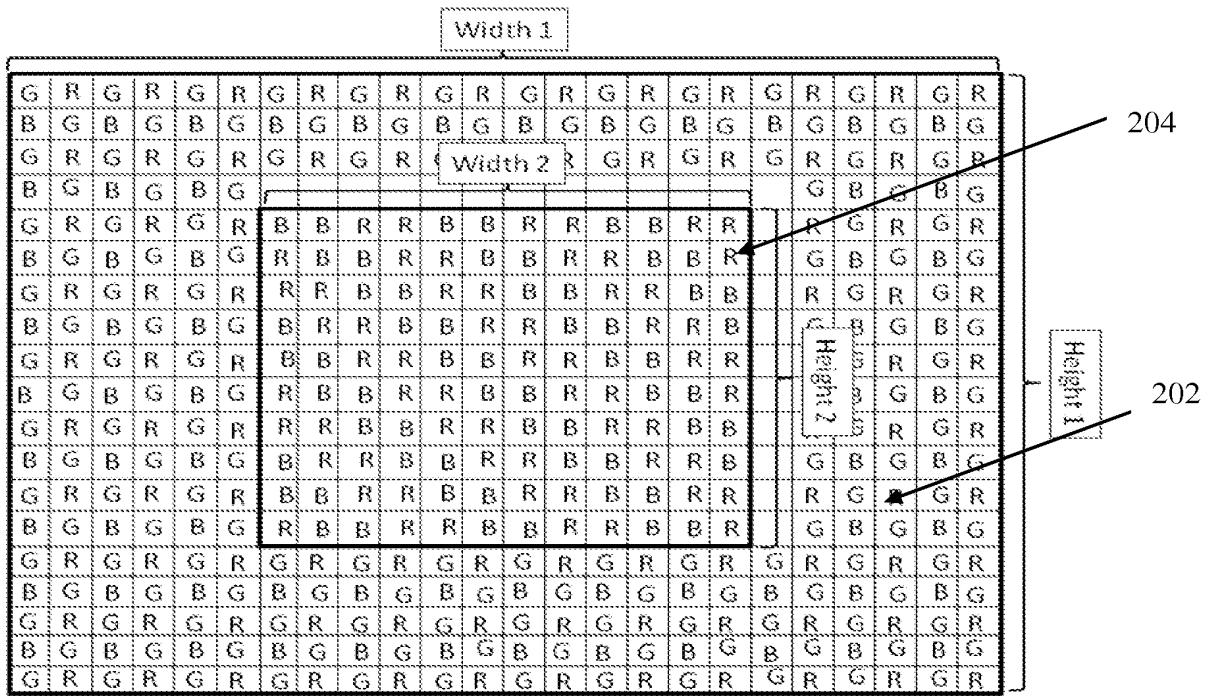 Width 1
G R G R G R G R G R G R G R G R G R G R G R G R
B G B G B G B G B G B G B G B G B G B G B G B G
204
G R G R G R G R G R R G R G R G R G R G R
Width 2
B G B G B G G B G B G
G R G R G R B B R R B B R R B B R R R G R G R
B G B G B G R B B R R B B R R B B R G B G B G
G R G R G R R R B B R R B B R R B B R G R G R
B G B G B G B R R B B R R B B R R B G B G B G
G R G R G R B B R R B B R R B B R R G R G R
Height 2
Height 1
B G B G B G R B B R R B B R R B B R B G B G
202
G R G R G R R R B B R R B B R R B B G R G R
B G B G B G B R R B B R R B B R R B G B G B G
G R G R G R B B R R B B R R B B R R R G G R
B G B G B G R B B R R B B R R B B R G B G B G
G R G R G R G R G R G R G R G R G R G R G R G R
B G B G B G B G B G B G B G B G B G B G B G B G
G R G R G R G R G R G R G R G R G R G R G R G R
B G B G B G B G B G B G B G B G B G B G B G B G
G R G R G R G R G R G R G R G R G R G R G R G R